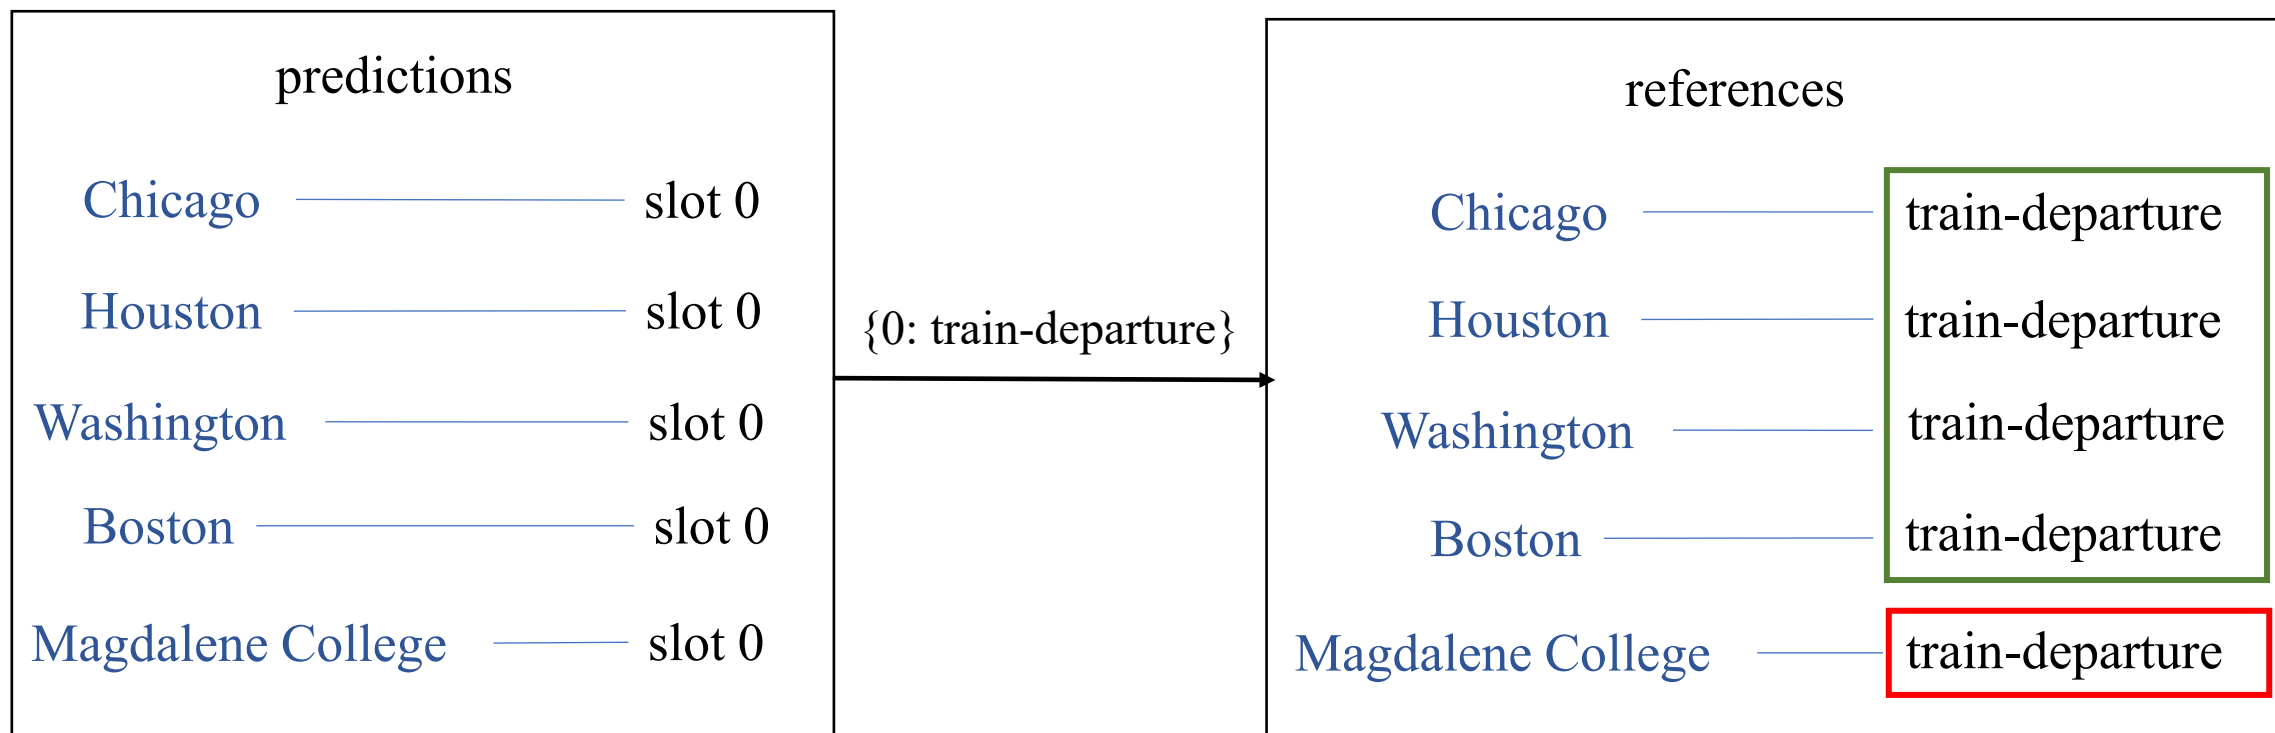 predictions
Chicago slot 0
Houston slot 0
Washington slot 0
Boston slot 0
Magdalene College slot 0
{0: train-departure}
references
Chicago train-departure
Houston train-departure
Washington train-departure
Boston train-departure
Magdalene College train-departure